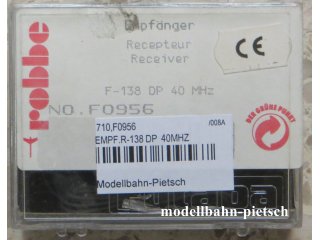 robbe
Empfänger
Recepteur
Receiver
CE
F-138 DP 40 MHz
NO.F0956
DER GRÜNE PUNKT
710,F0956 /008A
EMPF.R-138 DP 40MHZ
Modellbahn-Pietsch
modellbahn-pietsch